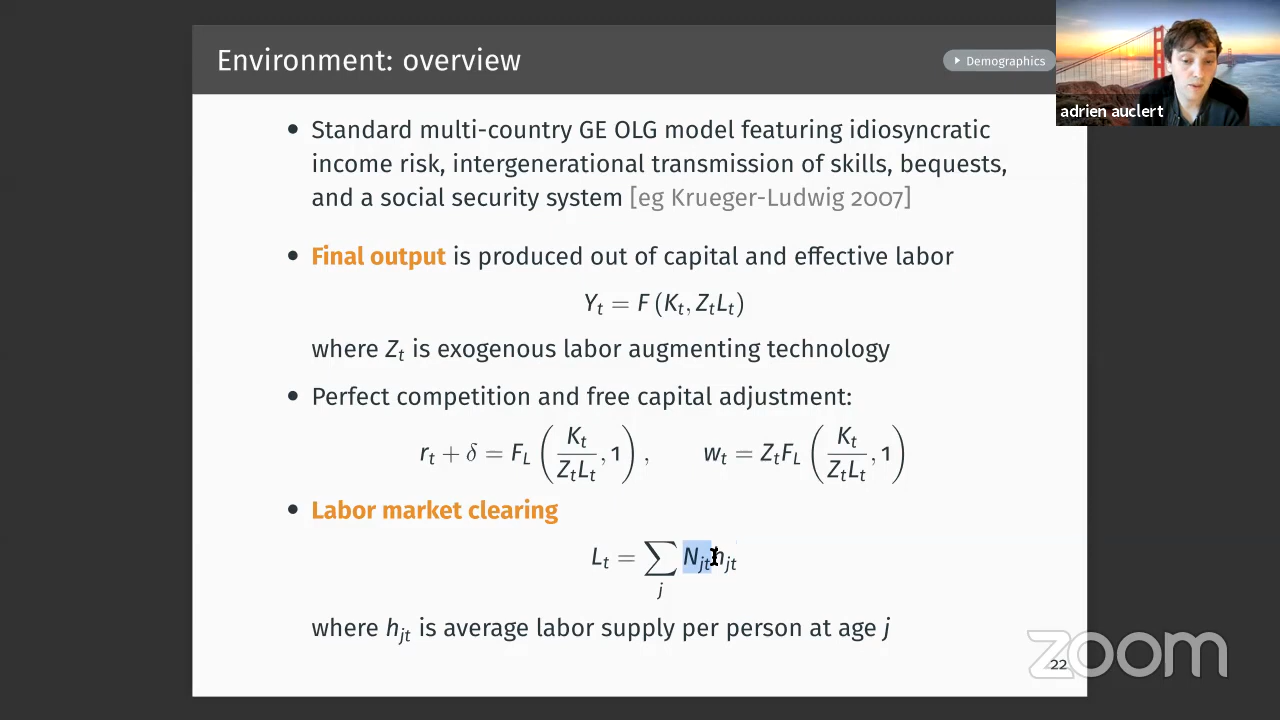 Environment: overview
Demographics
adrien auclert
• Standard multi-country GE OLG model featuring idiosyncratic
income risk, intergenerational transmission of skills, bequests,
and a social security system [eg Krueger-Ludwig 2007]
• Final output is produced out of capital and effective labor
Y_t = F (K_t, Z_t L_t)
where Z_t is exogenous labor augmenting technology
• Perfect competition and free capital adjustment:
r_t + δ = F_L (K_t / Z_t L_t, 1), w_t = Z_t F_L (K_t / Z_t L_t, 1)
• Labor market clearing
L_t = ∑_j N_jt h_jt
where h_jt is average labor supply per person at age j
zoom
22